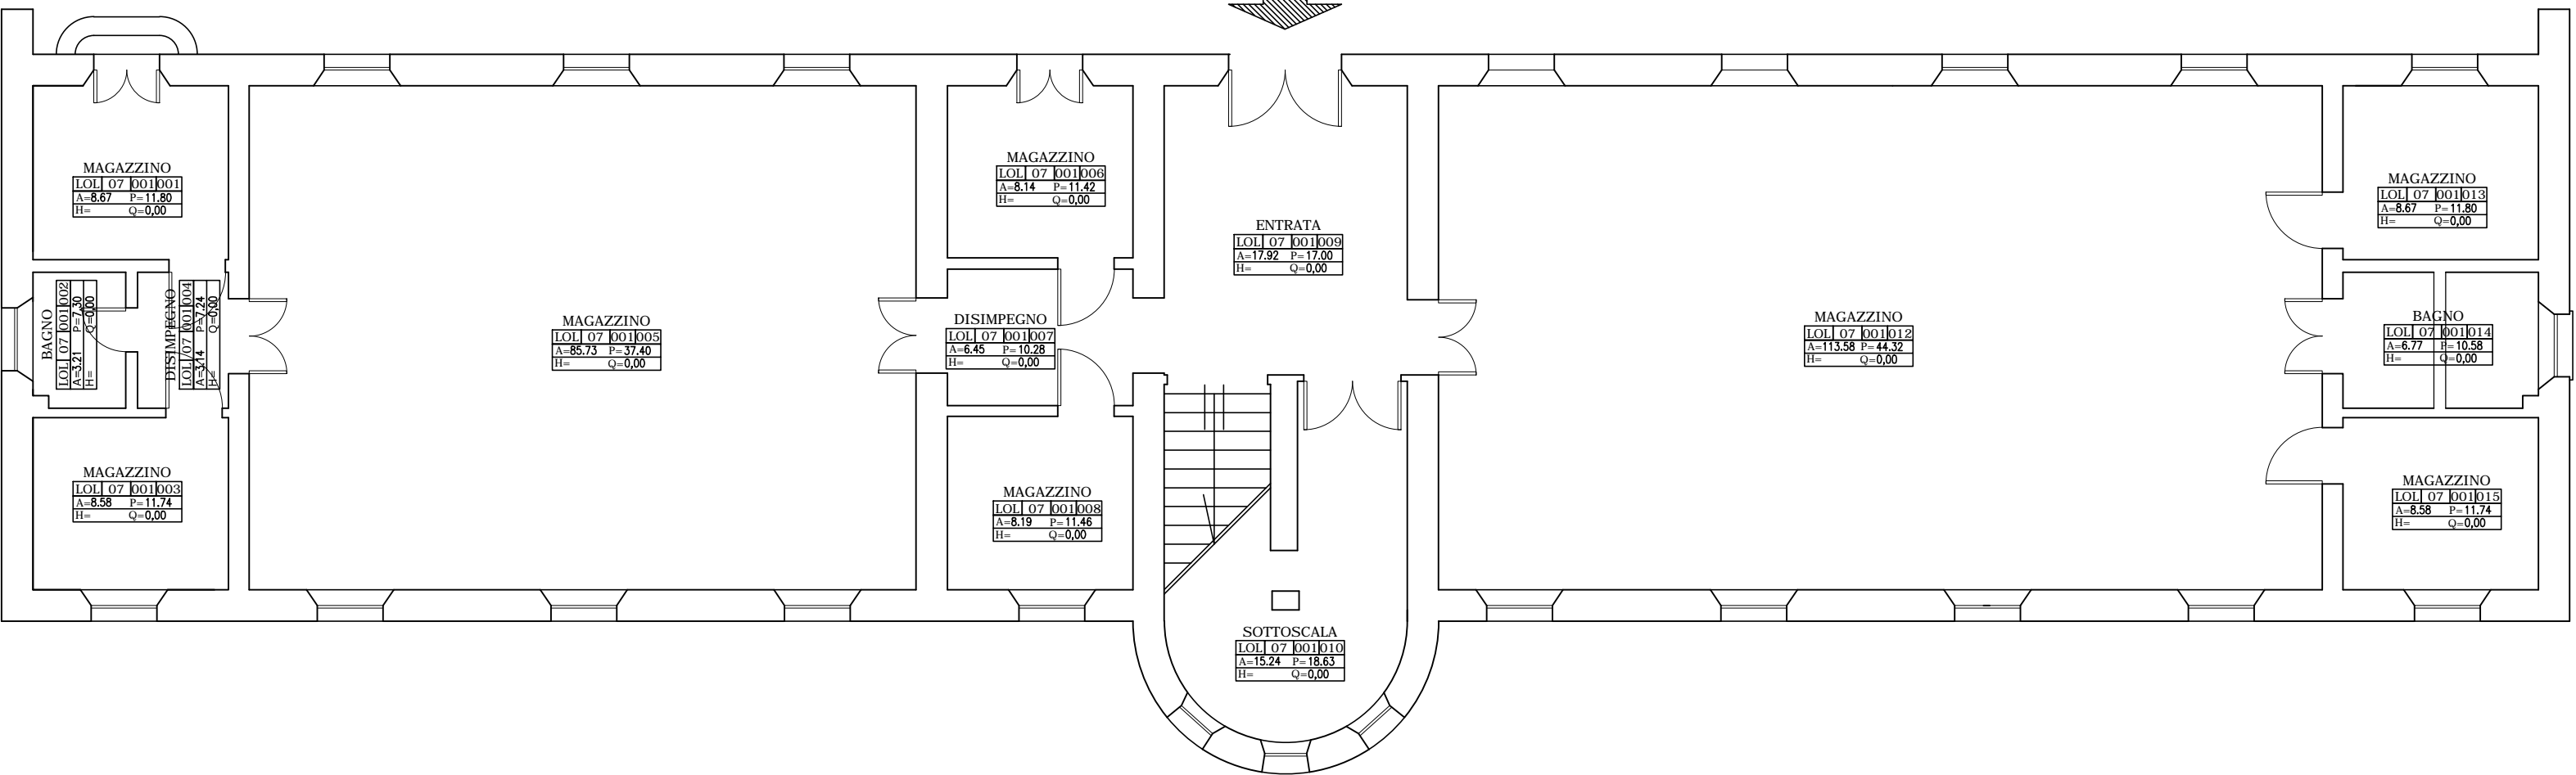 MAGAZZINO
LOL 07 001 001
A=8.67 P=11.80
H= Q=0,00
BAGNO
LOL 07 001 002
A=3.21 P=7.30
H= Q=0,00
DISIMPEGNO
LOL 07 001 004
A=3.14 P=7.24
H= Q=0,00
MAGAZZINO
LOL 07 001 003
A=8.58 P=11.74
H= Q=0,00
MAGAZZINO
LOL 07 001 005
A=85.73 P=37.40
H= Q=0,00
MAGAZZINO
LOL 07 001 006
A=8.14 P=11.42
H= Q=0,00
DISIMPEGNO
LOL 07 001 007
A=6.45 P=10.28
H= Q=0,00
MAGAZZINO
LOL 07 001 008
A=8.19 P=11.46
H= Q=0,00
ENTRATA
LOL 07 001 009
A=17.92 P=17.00
H= Q=0,00
SOTTOSCALA
LOL 07 001 010
A=15.24 P=18.63
H= Q=0,00
MAGAZZINO
LOL 07 001 012
A=113.58 P=44.32
H= Q=0,00
MAGAZZINO
LOL 07 001 013
A=8.67 P=11.80
H= Q=0,00
BAGNO
LOL 07 001 014
A=6.77 P=10.58
H= Q=0,00
MAGAZZINO
LOL 07 001 015
A=8.58 P=11.74
H= Q=0,00